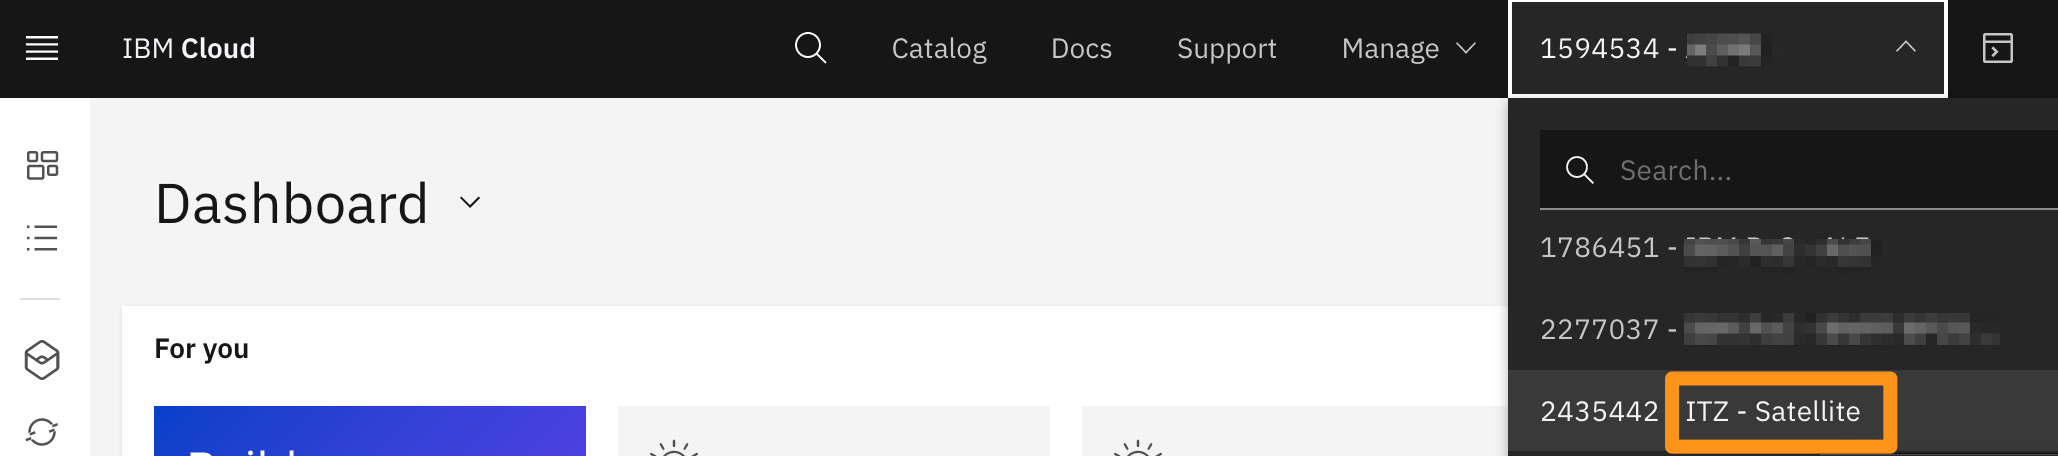 IBM Cloud
Catalog
Docs
Support
Manage
1594534 -
Search...
1786451 -
2277037 -
2435442 ITZ - Satellite
Dashboard
For you